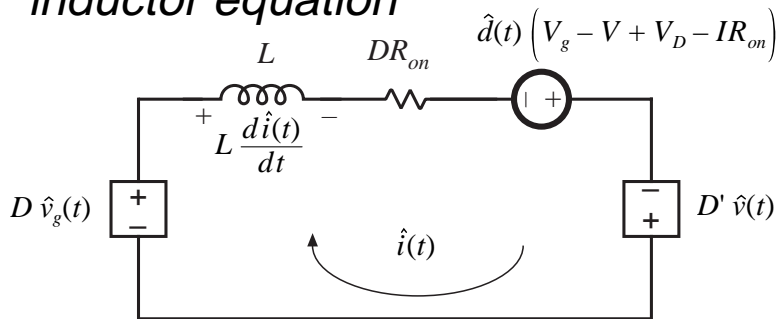 inductor equation
d̂(t) (V_g – V + V_D – IR_on)
L
DR_on
+ –
– +
L dî(t)/dt
D v̂_g(t)
+
–
–
+
D' v̂(t)
î(t)